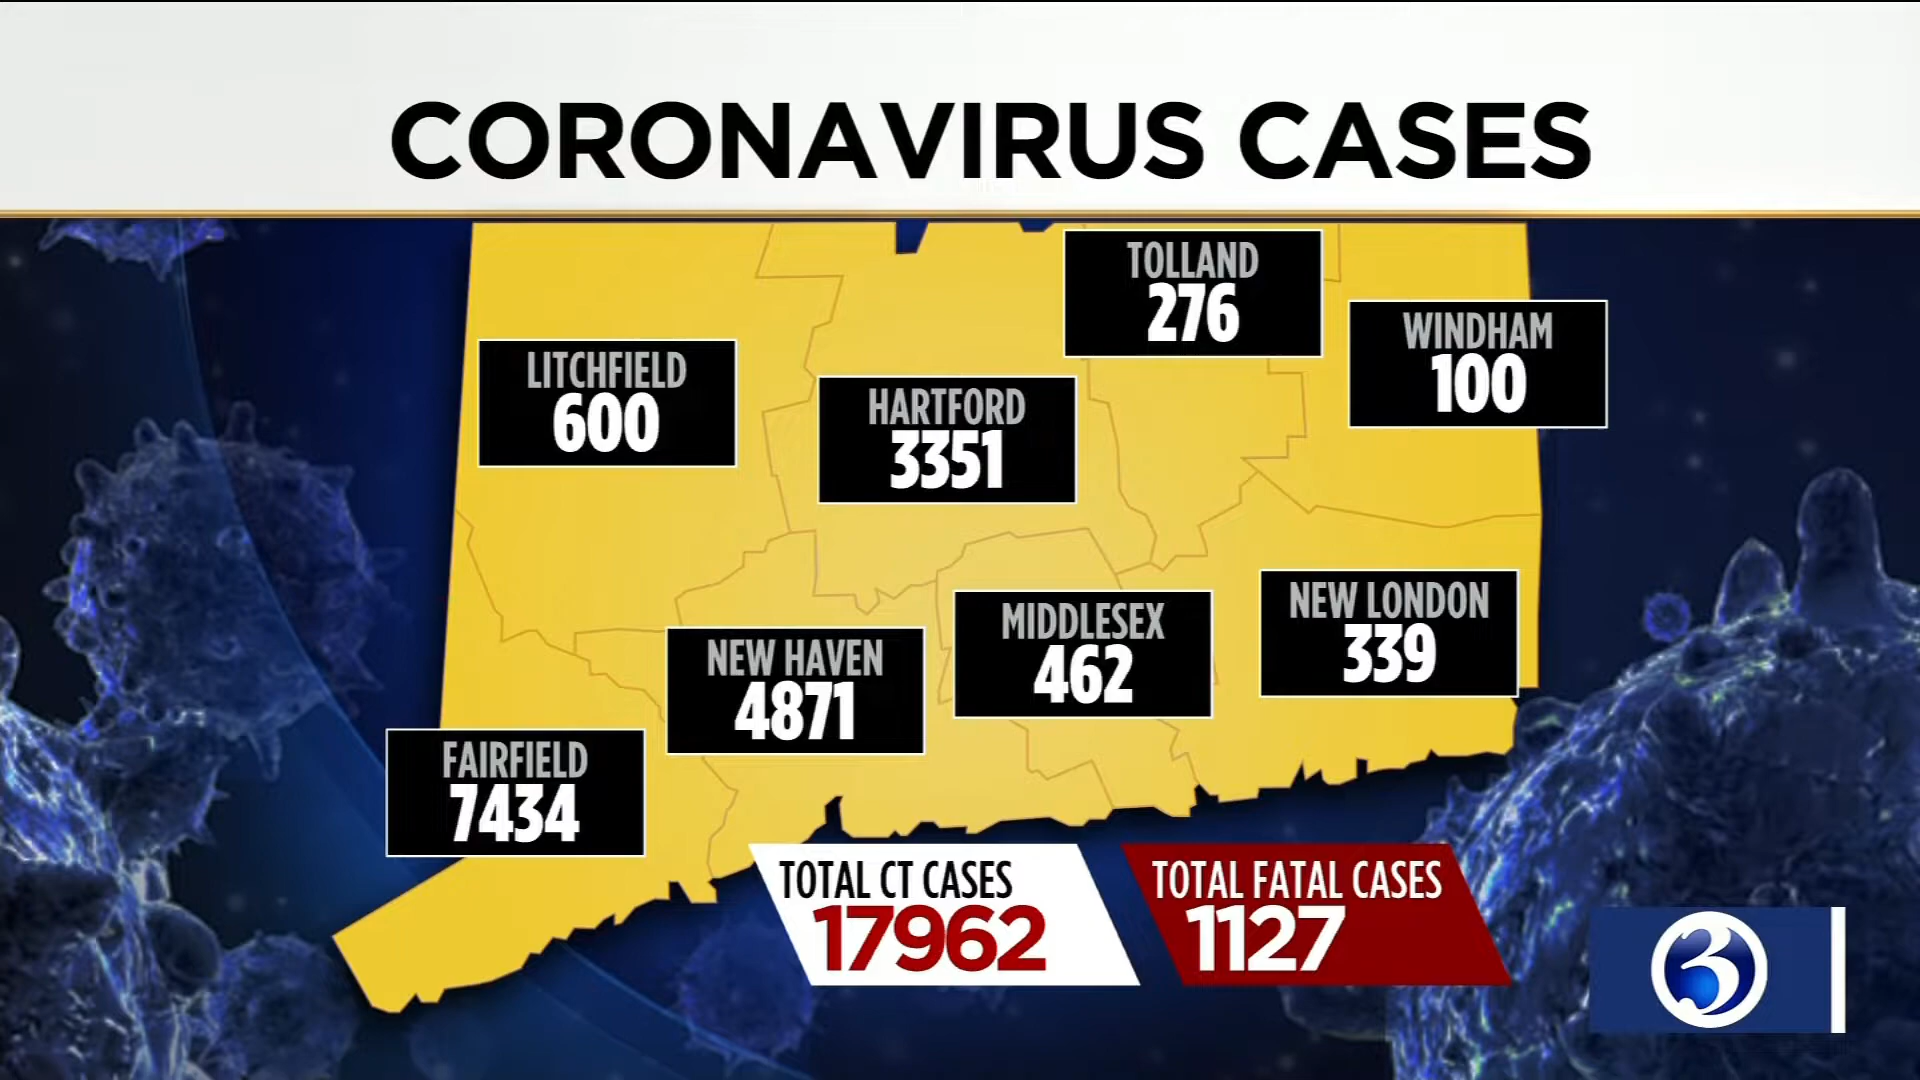 CORONAVIRUS CASES
TOLLAND
276
WINDHAM
100
LITCHFIELD
600
HARTFORD
3351
NEW LONDON
339
MIDDLESEX
462
NEW HAVEN
4871
FAIRFIELD
7434
TOTAL CT CASES
17962
TOTAL FATAL CASES
1127
3